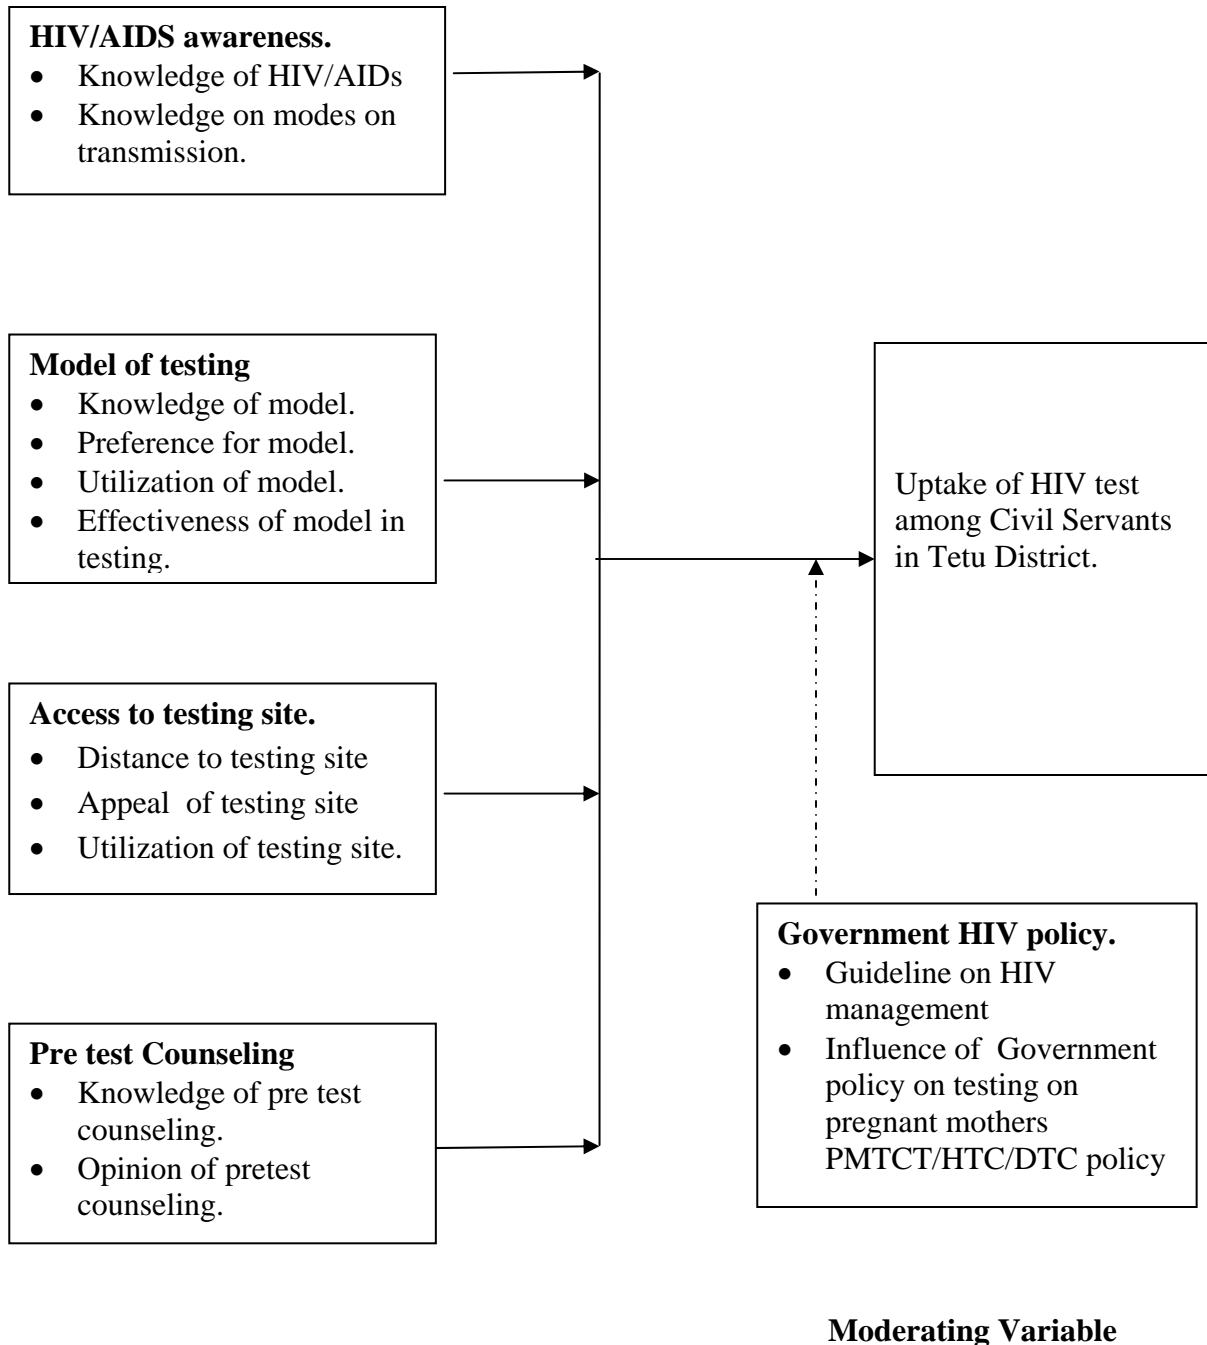 HIV/AIDS awareness.
• Knowledge of HIV/AIDs
• Knowledge on modes on
transmission.
Model of testing
• Knowledge of model.
• Preference for model.
• Utilization of model.
• Effectiveness of model in
testing.
Uptake of HIV test
among Civil Servants
in Tetu District.
Access to testing site.
• Distance to testing site
• Appeal of testing site
• Utilization of testing site.
Government HIV policy.
• Guideline on HIV
management
• Influence of Government
policy on testing on
pregnant mothers
PMTCT/HTC/DTC policy
Pre test Counseling
• Knowledge of pre test
counseling.
• Opinion of pretest
counseling.
Moderating Variable